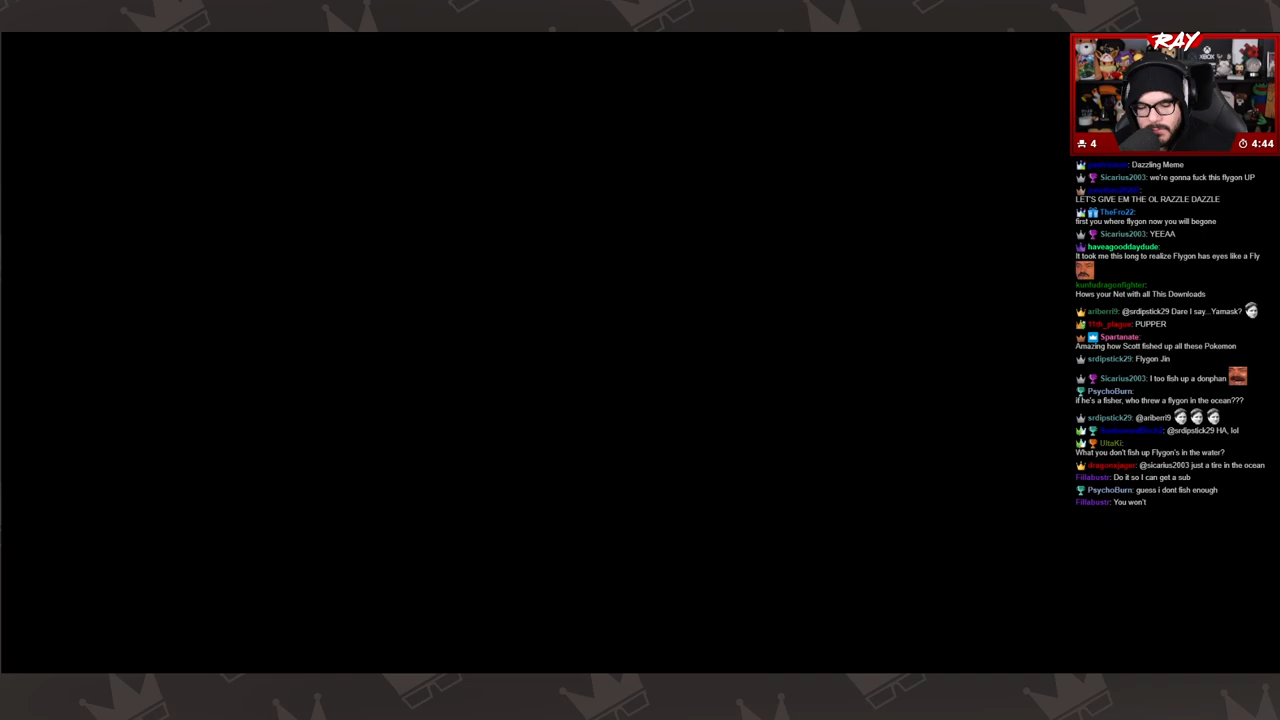 RAY
XBOX
4
4:44
: Dazzling Meme
Sicarius2003: we're gonna fuck this flygon UP
LET'S GIVE EM THE OL RAZZLE DAZZLE
TheFro22:
first you where flygon now you will begone
Sicarius2003: YEEAA
haveagooddaydude:
It took me this long to realize Flygon has eyes like a Fly
kunfudragonfighter:
Hows your Net with all This Downloads
ariberri9: @srdipstick29 Dare I say...Yamask?
11th_plague: PUPPER
Spartanate:
Amazing how Scott fished up all these Pokemon
srdipstick29: Flygon Jin
Sicarius2003: I too fish up a donphan
PsychoBurn:
if he's a fisher, who threw a flygon in the ocean???
srdipstick29: @ariberri9
: @srdipstick29 HA, lol
UltaKi:
What you don't fish up Flygon's in the water?
dragonxjager: @sicarius2003 just a tire in the ocean
Fillabustr: Do it so I can get a sub
PsychoBurn: guess i dont fish enough
Fillabustr: You won't